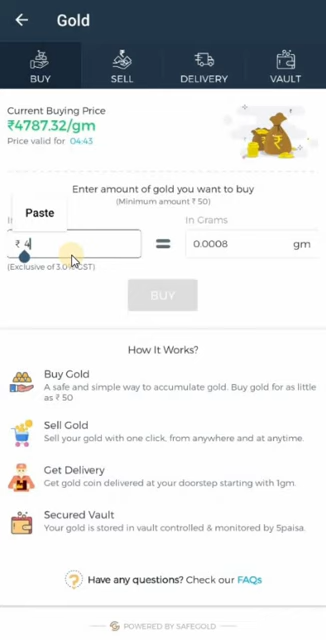 Gold
BUY
SELL
DELIVERY
VAULT
Current Buying Price
₹4787.32/gm
Price valid for 04:43
Enter amount of gold you want to buy
(Minimum amount ₹ 50)
Paste
In Grams
₹ 4
=
0.0008 gm
(Exclusive of 3.0% GST)
BUY
How It Works?
Buy Gold
A safe and simple way to accumulate gold. Buy gold for as little
as ₹ 50
Sell Gold
Sell your gold with one click, from anywhere and at anytime.
Get Delivery
Get gold coin delivered at your doorstep starting with 1gm.
Secured Vault
Your gold is stored in vault controlled & monitored by 5paisa.
Have any questions? Check our FAQs
POWERED BY SAFEGOLD